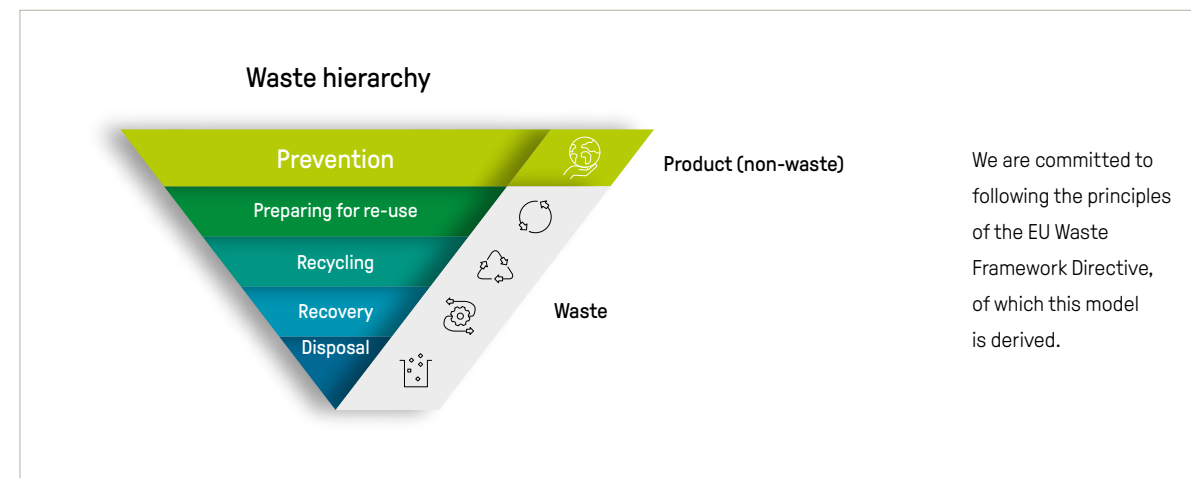 Waste hierarchy
Prevention
Product (non-waste)
Preparing for re-use
Recycling
Recovery
Waste
Disposal
We are committed to
following the principles
of the EU Waste
Framework Directive,
of which this model
is derived.